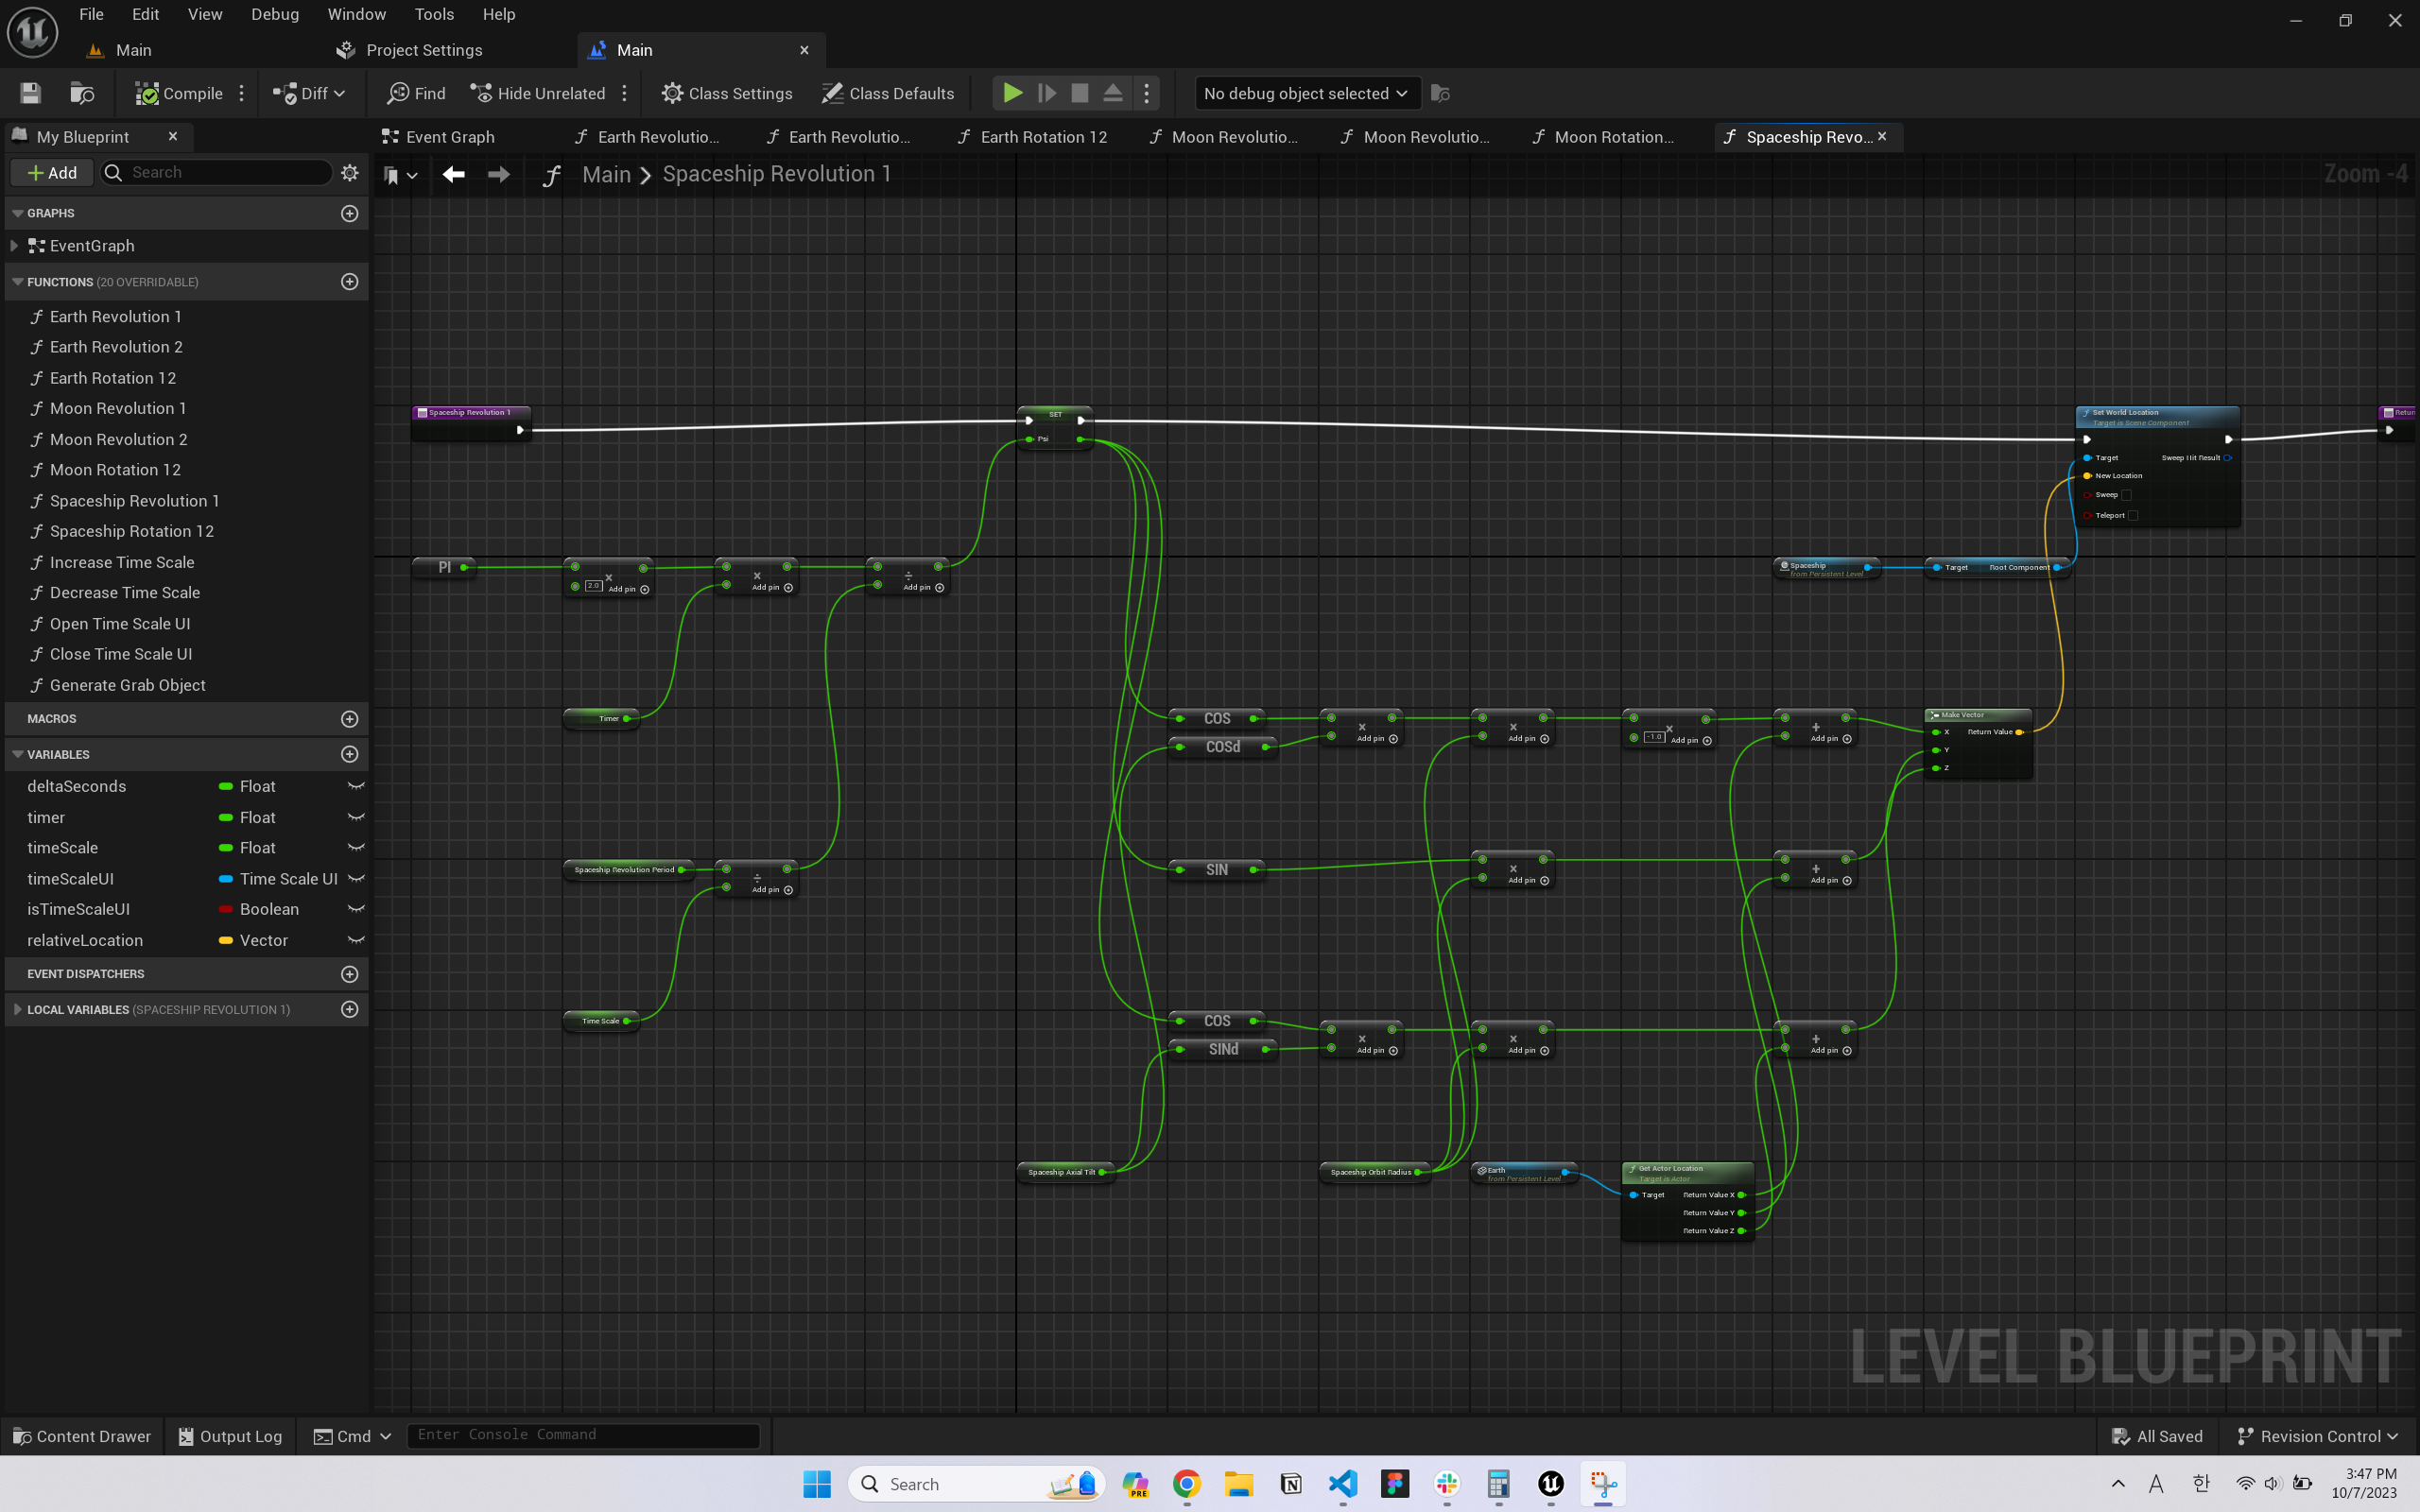 File Edit View Debug Window Tools Help
Main Project Settings Main
Compile Diff Find Hide Unrelated Class Settings Class Defaults No debug object selected
My Blueprint Event Graph Earth Revolutio... Earth Revolutio... Earth Rotation 12 Moon Revolutio... Moon Revolutio... Moon Rotation... Spaceship Revo...
Add Search Main > Spaceship Revolution 1 Zoom -4
GRAPHS
EventGraph
FUNCTIONS (20 OVERRIDABLE)
Earth Revolution 1
Earth Revolution 2
Earth Rotation 12
Moon Revolution 1
Moon Revolution 2
Moon Rotation 12
Spaceship Revolution 1
Spaceship Rotation 12
Increase Time Scale
Decrease Time Scale
Open Time Scale UI
Close Time Scale UI
Generate Grab Object
MACROS
VARIABLES
deltaSeconds Float
timer Float
timeScale Float
timeScaleUI Time Scale UI
isTimeScaleUI Boolean
relativeLocation Vector
EVENT DISPATCHERS
LOCAL VARIABLES (SPACESHIP REVOLUTION 1)
Spaceship Revolution 1
SET
Psi
Set World Location
Target is Scene Component
Target Sweep Hit Result
New Location
Sweep
Teleport
Return
PI
2.0 × Add pin
× Add pin
÷ Add pin
Spaceship
from Persistent Level
Target Root Component
Timer
COS
COSd
× Add pin
× Add pin
-1.0 × Add pin
+ Add pin
Make Vector
X Return Value
Y
Z
Spaceship Revolution Period
÷ Add pin
SIN
× Add pin
+ Add pin
Time Scale
COS
SINd
× Add pin
× Add pin
+ Add pin
Spaceship Axial Tilt
Spaceship Orbit Radius
Earth
from Persistent Level
Get Actor Location
Target is Actor
Target Return Value X
Return Value Y
Return Value Z
LEVEL BLUEPRINT
Content Drawer Output Log Cmd Enter Console Command All Saved Revision Control
Search PRE A 한 3:47 PM
10/7/2023